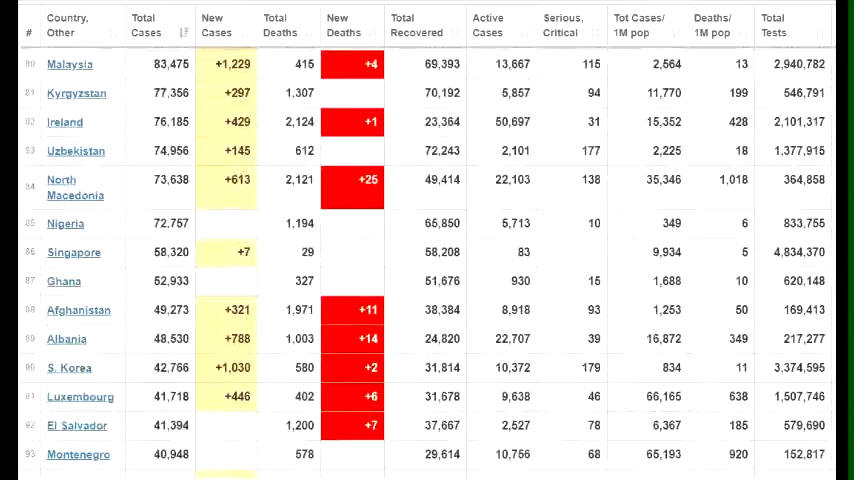 # Country, Other Total Cases New Cases Total Deaths New Deaths Total Recovered Active Cases Serious, Critical Tot Cases/ 1M pop Deaths/ 1M pop Total Tests
80 Malaysia 83,475 +1,229 415 +4 69,393 13,667 115 2,564 13 2,940,782
81 Kyrgyzstan 77,356 +297 1,307 70,192 5,857 94 11,770 199 546,791
82 Ireland 76,185 +429 2,124 +1 23,364 50,697 31 15,352 428 2,101,317
83 Uzbekistan 74,956 +145 612 72,243 2,101 177 2,225 18 1,377,915
84 North Macedonia 73,638 +613 2,121 +25 49,414 22,103 138 35,346 1,018 364,858
85 Nigeria 72,757 1,194 65,850 5,713 10 349 6 833,755
86 Singapore 58,320 +7 29 58,208 83 9,934 5 4,834,370
87 Ghana 52,933 327 51,676 930 15 1,688 10 620,148
88 Afghanistan 49,273 +321 1,971 +11 38,384 8,918 93 1,253 50 169,413
89 Albania 48,530 +788 1,003 +14 24,820 22,707 39 16,872 349 217,277
90 S. Korea 42,766 +1,030 580 +2 31,814 10,372 179 834 11 3,374,595
91 Luxembourg 41,718 +446 402 +6 31,678 9,638 46 66,165 638 1,507,746
92 El Salvador 41,394 1,200 +7 37,667 2,527 78 6,367 185 579,690
93 Montenegro 40,948 578 29,614 10,756 68 65,193 920 152,817